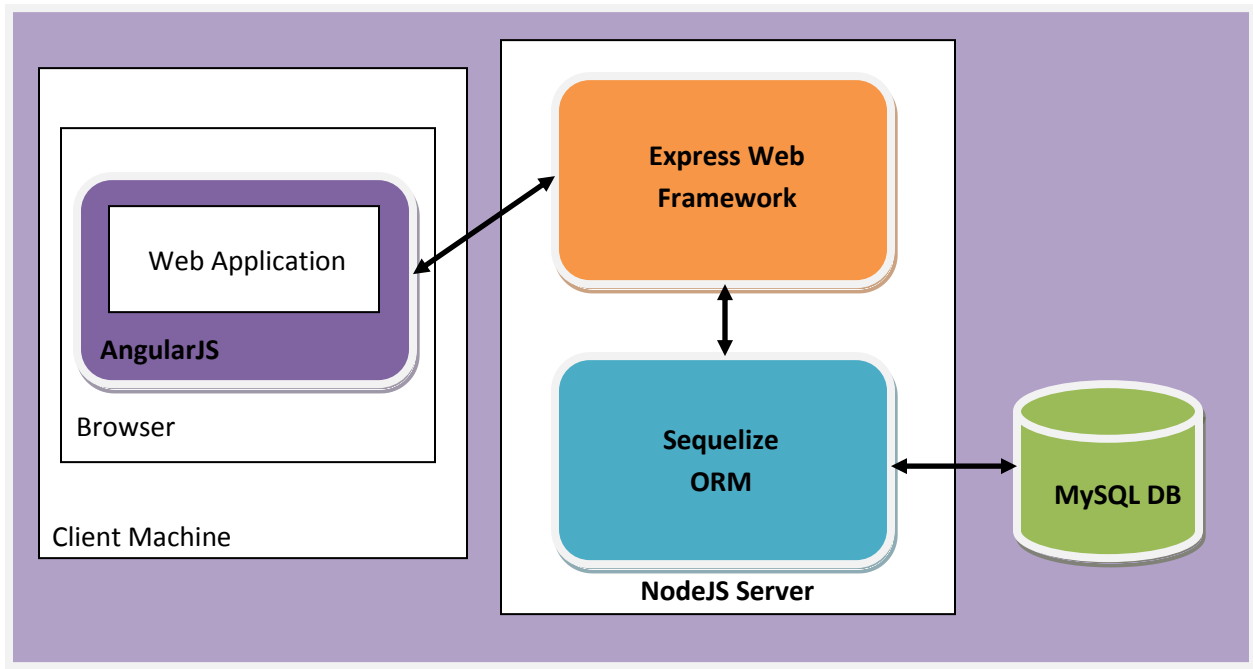 Web Application
AngularJS
Browser
Client Machine
Express Web
Framework
Sequelize
ORM
NodeJS Server
MySQL DB